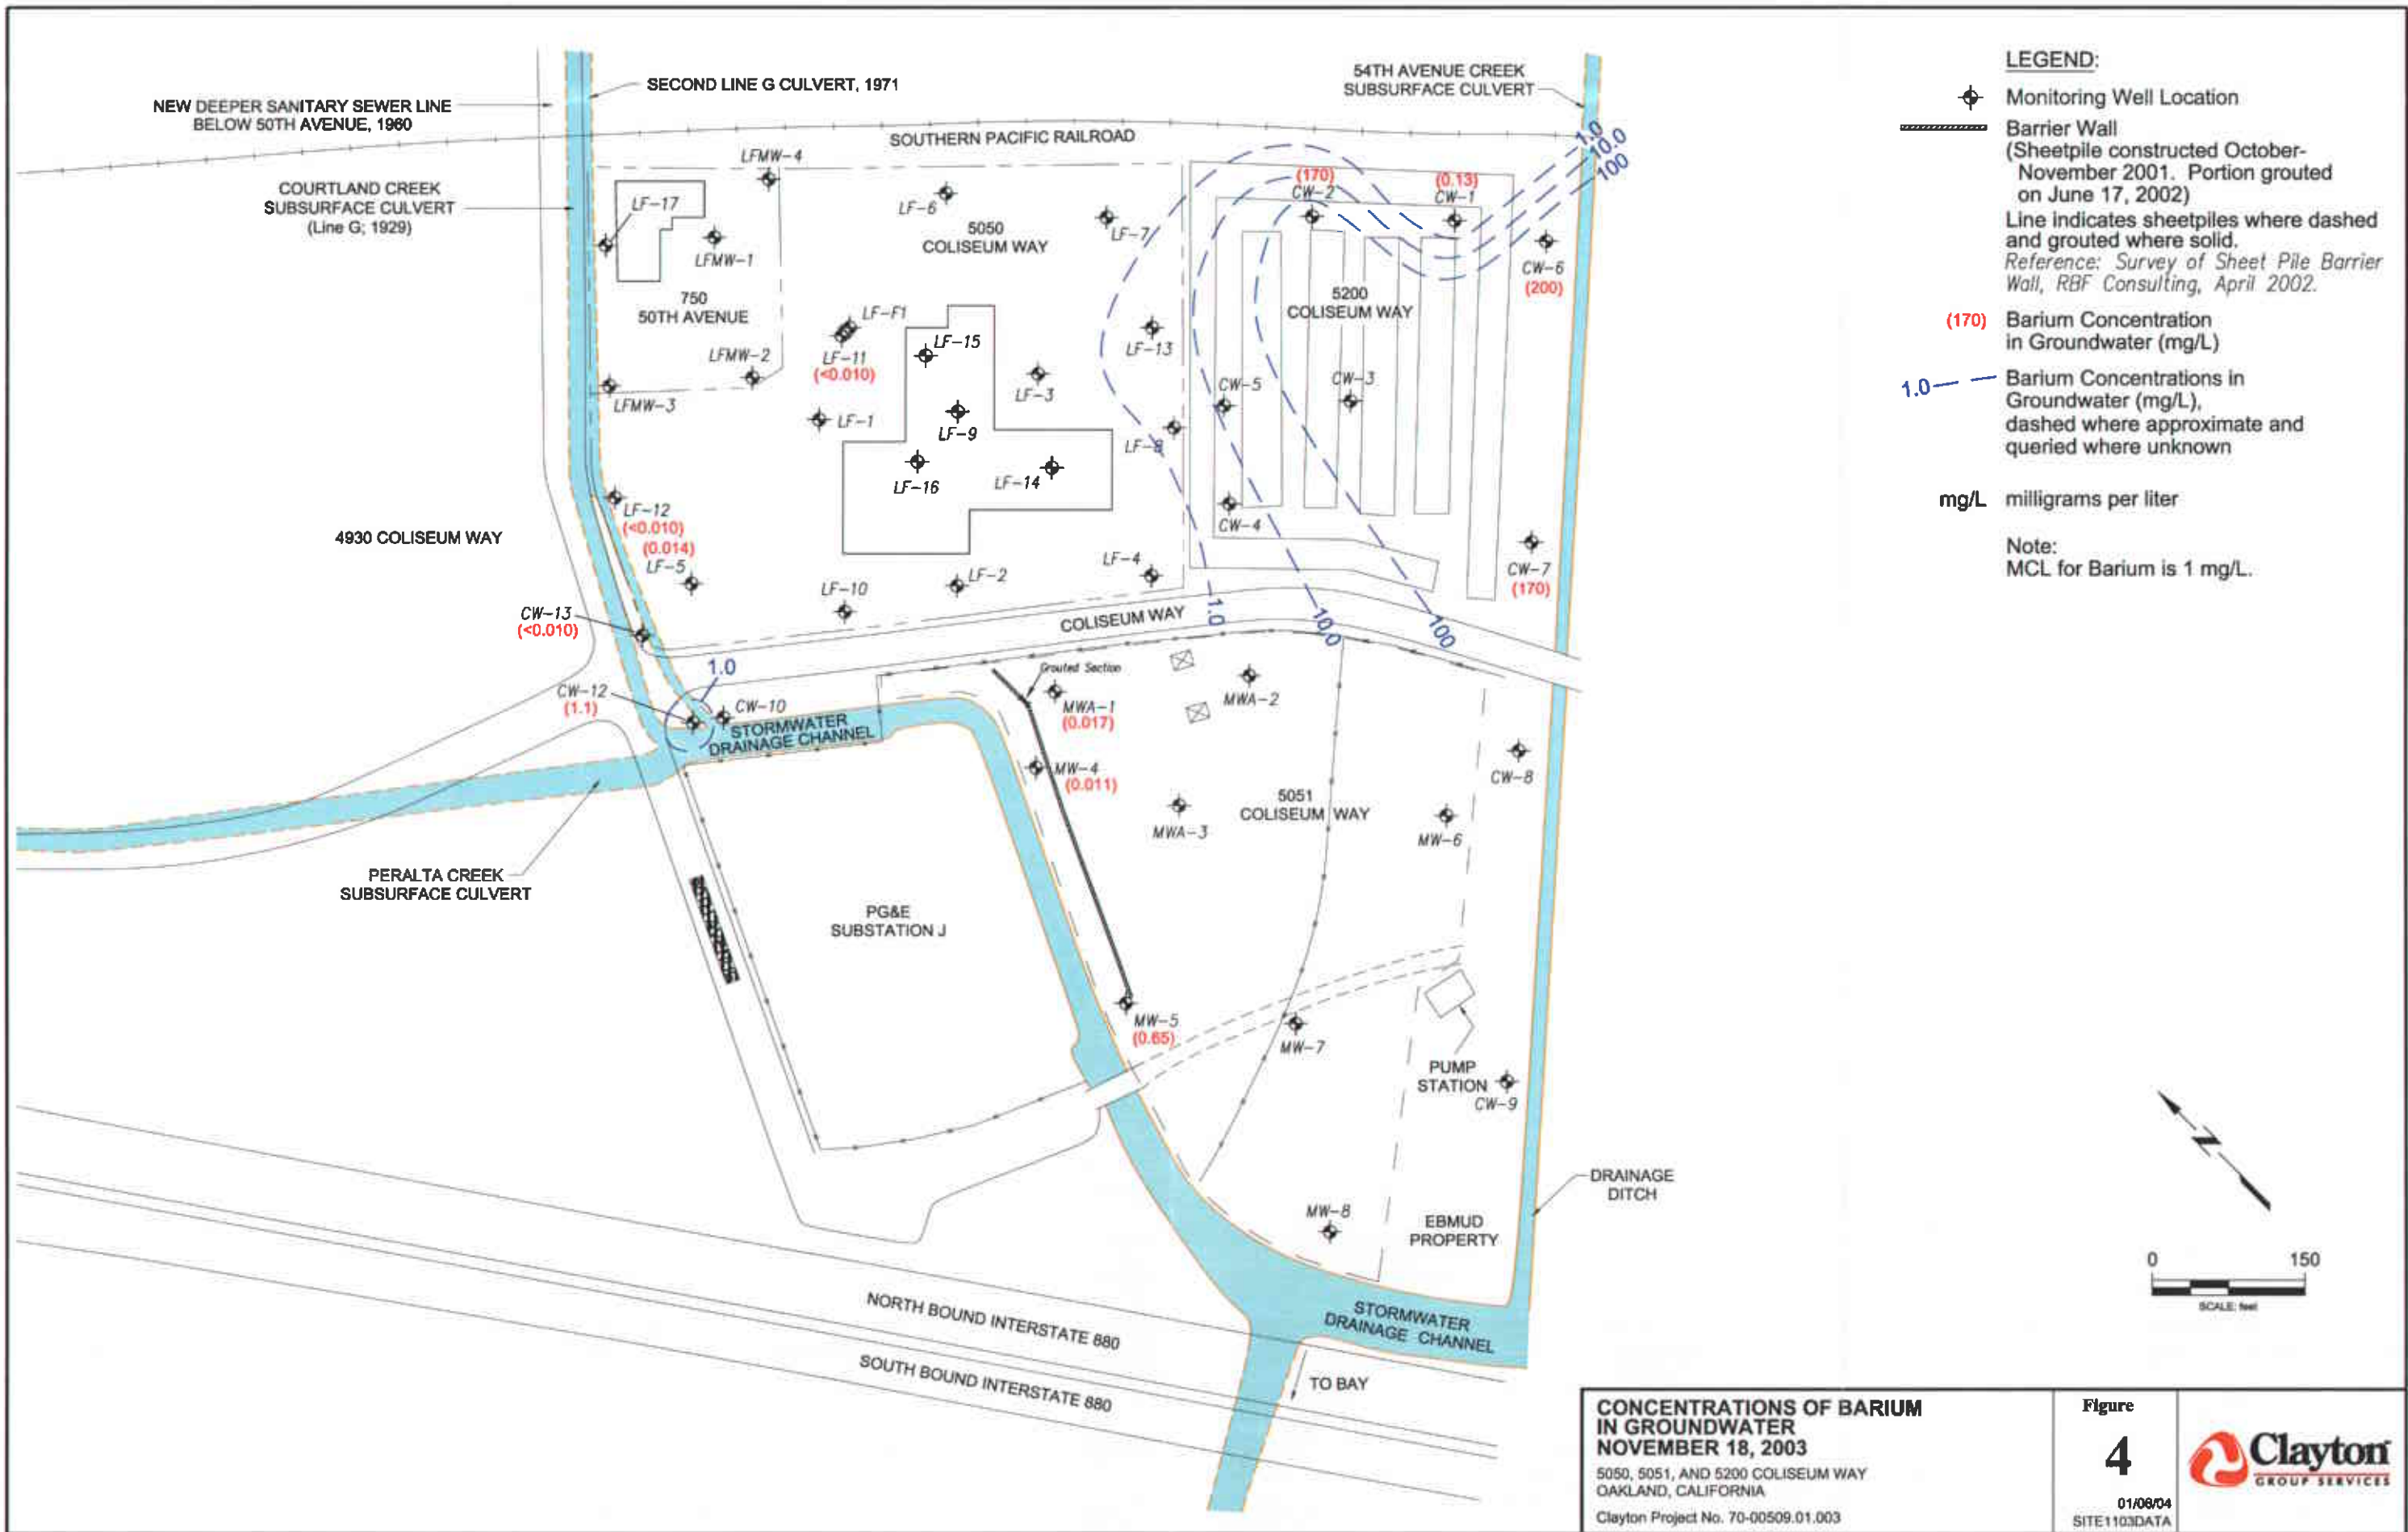 NEW DEEPER SANITARY SEWER LINE
BELOW 50TH AVENUE, 1960
SECOND LINE G CULVERT, 1971
54TH AVENUE CREEK
SUBSURFACE CULVERT
SOUTHERN PACIFIC RAILROAD
COURTLAND CREEK
SUBSURFACE CULVERT
(Line G; 1929)
LFMW-4
LF-17
LFMW-1
750
50TH AVENUE
LFMW-2
LFMW-3
LF-6
5050
COLISEUM WAY
LF-7
LF-F1
LF-11
(<0.010)
LF-15
LF-13
LF-3
LF-1
LF-9
LF-8
LF-16
LF-14
(170)
CW-2
(0.13)
CW-1
1.0
10.0
100
CW-6
(200)
5200
COLISEUM WAY
CW-5
CW-3
CW-4
CW-7
(170)
LF-12
(<0.010)
(0.014)
LF-5
4930 COLISEUM WAY
LF-10
LF-2
LF-4
CW-13
(<0.010)
COLISEUM WAY
1.0
10.0
100
1.0
CW-12
(1.1)
CW-10
STORMWATER
DRAINAGE CHANNEL
Grouted Section
MWA-1
(0.017)
MWA-2
MW-4
(0.011)
MWA-3
5051
COLISEUM WAY
CW-8
MW-6
PERALTA CREEK
SUBSURFACE CULVERT
PG&E
SUBSTATION J
MW-5
(0.65)
MW-7
PUMP
STATION
CW-9
DRAINAGE
DITCH
MW-8
EBMUD
PROPERTY
STORMWATER
DRAINAGE CHANNEL
NORTH BOUND INTERSTATE 880
SOUTH BOUND INTERSTATE 880
TO BAY
LEGEND:
Monitoring Well Location
Barrier Wall
(Sheetpile constructed October-
November 2001. Portion grouted
on June 17, 2002)
Line indicates sheetpiles where dashed
and grouted where solid.
Reference: Survey of Sheet Pile Barrier
Wall, RBF Consulting, April 2002.
(170) Barium Concentration
in Groundwater (mg/L)
1.0 Barium Concentrations in
Groundwater (mg/L),
dashed where approximate and
queried where unknown
mg/L milligrams per liter
Note:
MCL for Barium is 1 mg/L.
N
0 150
SCALE: feet
CONCENTRATIONS OF BARIUM
IN GROUNDWATER
NOVEMBER 18, 2003
5050, 5051, AND 5200 COLISEUM WAY
OAKLAND, CALIFORNIA
Clayton Project No. 70-00509.01.003
Figure
4
01/06/04
SITE1103DATA
Clayton
GROUP SERVICES